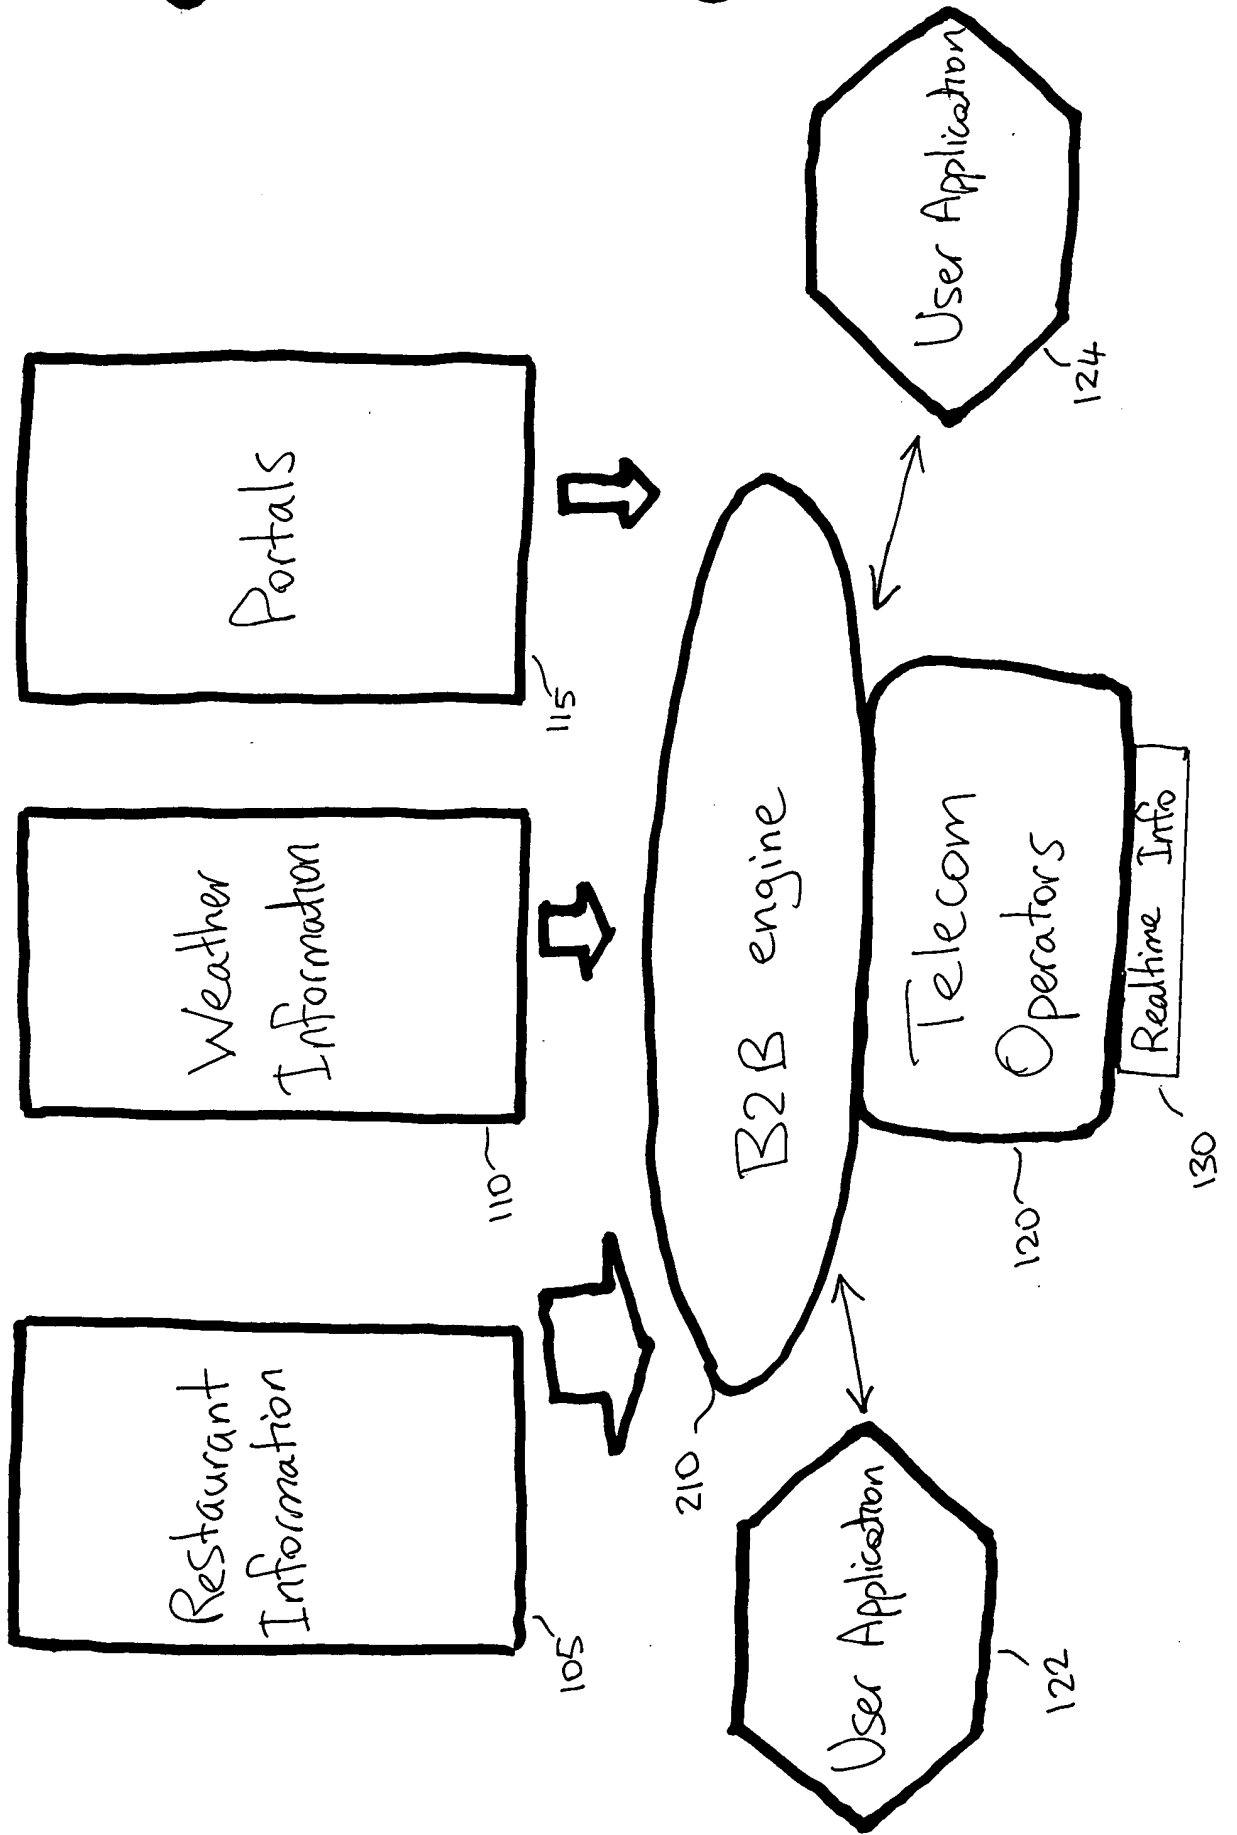 Restaurant
Information
105
Weather
Information
110
Portals
115
210
B2B engine
User Application
122
Telecom
Operators
120
Realtime Info
130
User Application
124